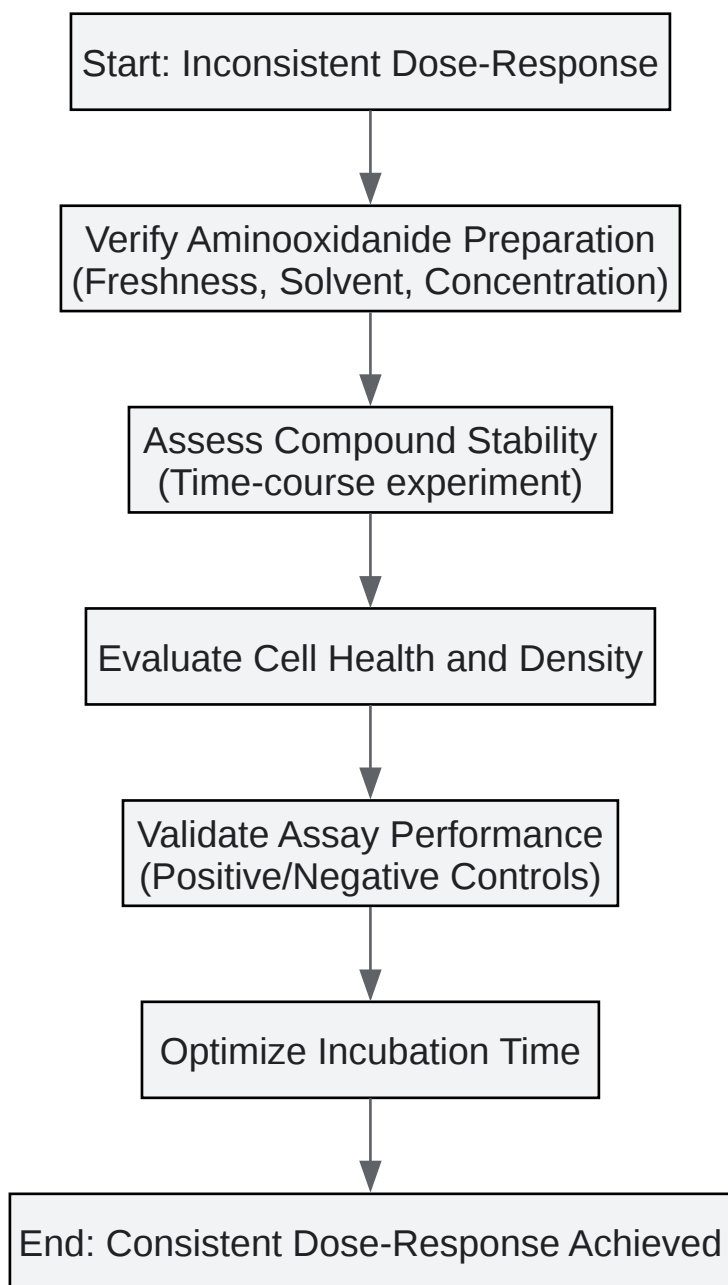 Start: Inconsistent Dose-Response
Verify Aminooxidanide Preparation
(Freshness, Solvent, Concentration)
Assess Compound Stability
(Time-course experiment)
Evaluate Cell Health and Density
Validate Assay Performance
(Positive/Negative Controls)
Optimize Incubation Time
End: Consistent Dose-Response Achieved